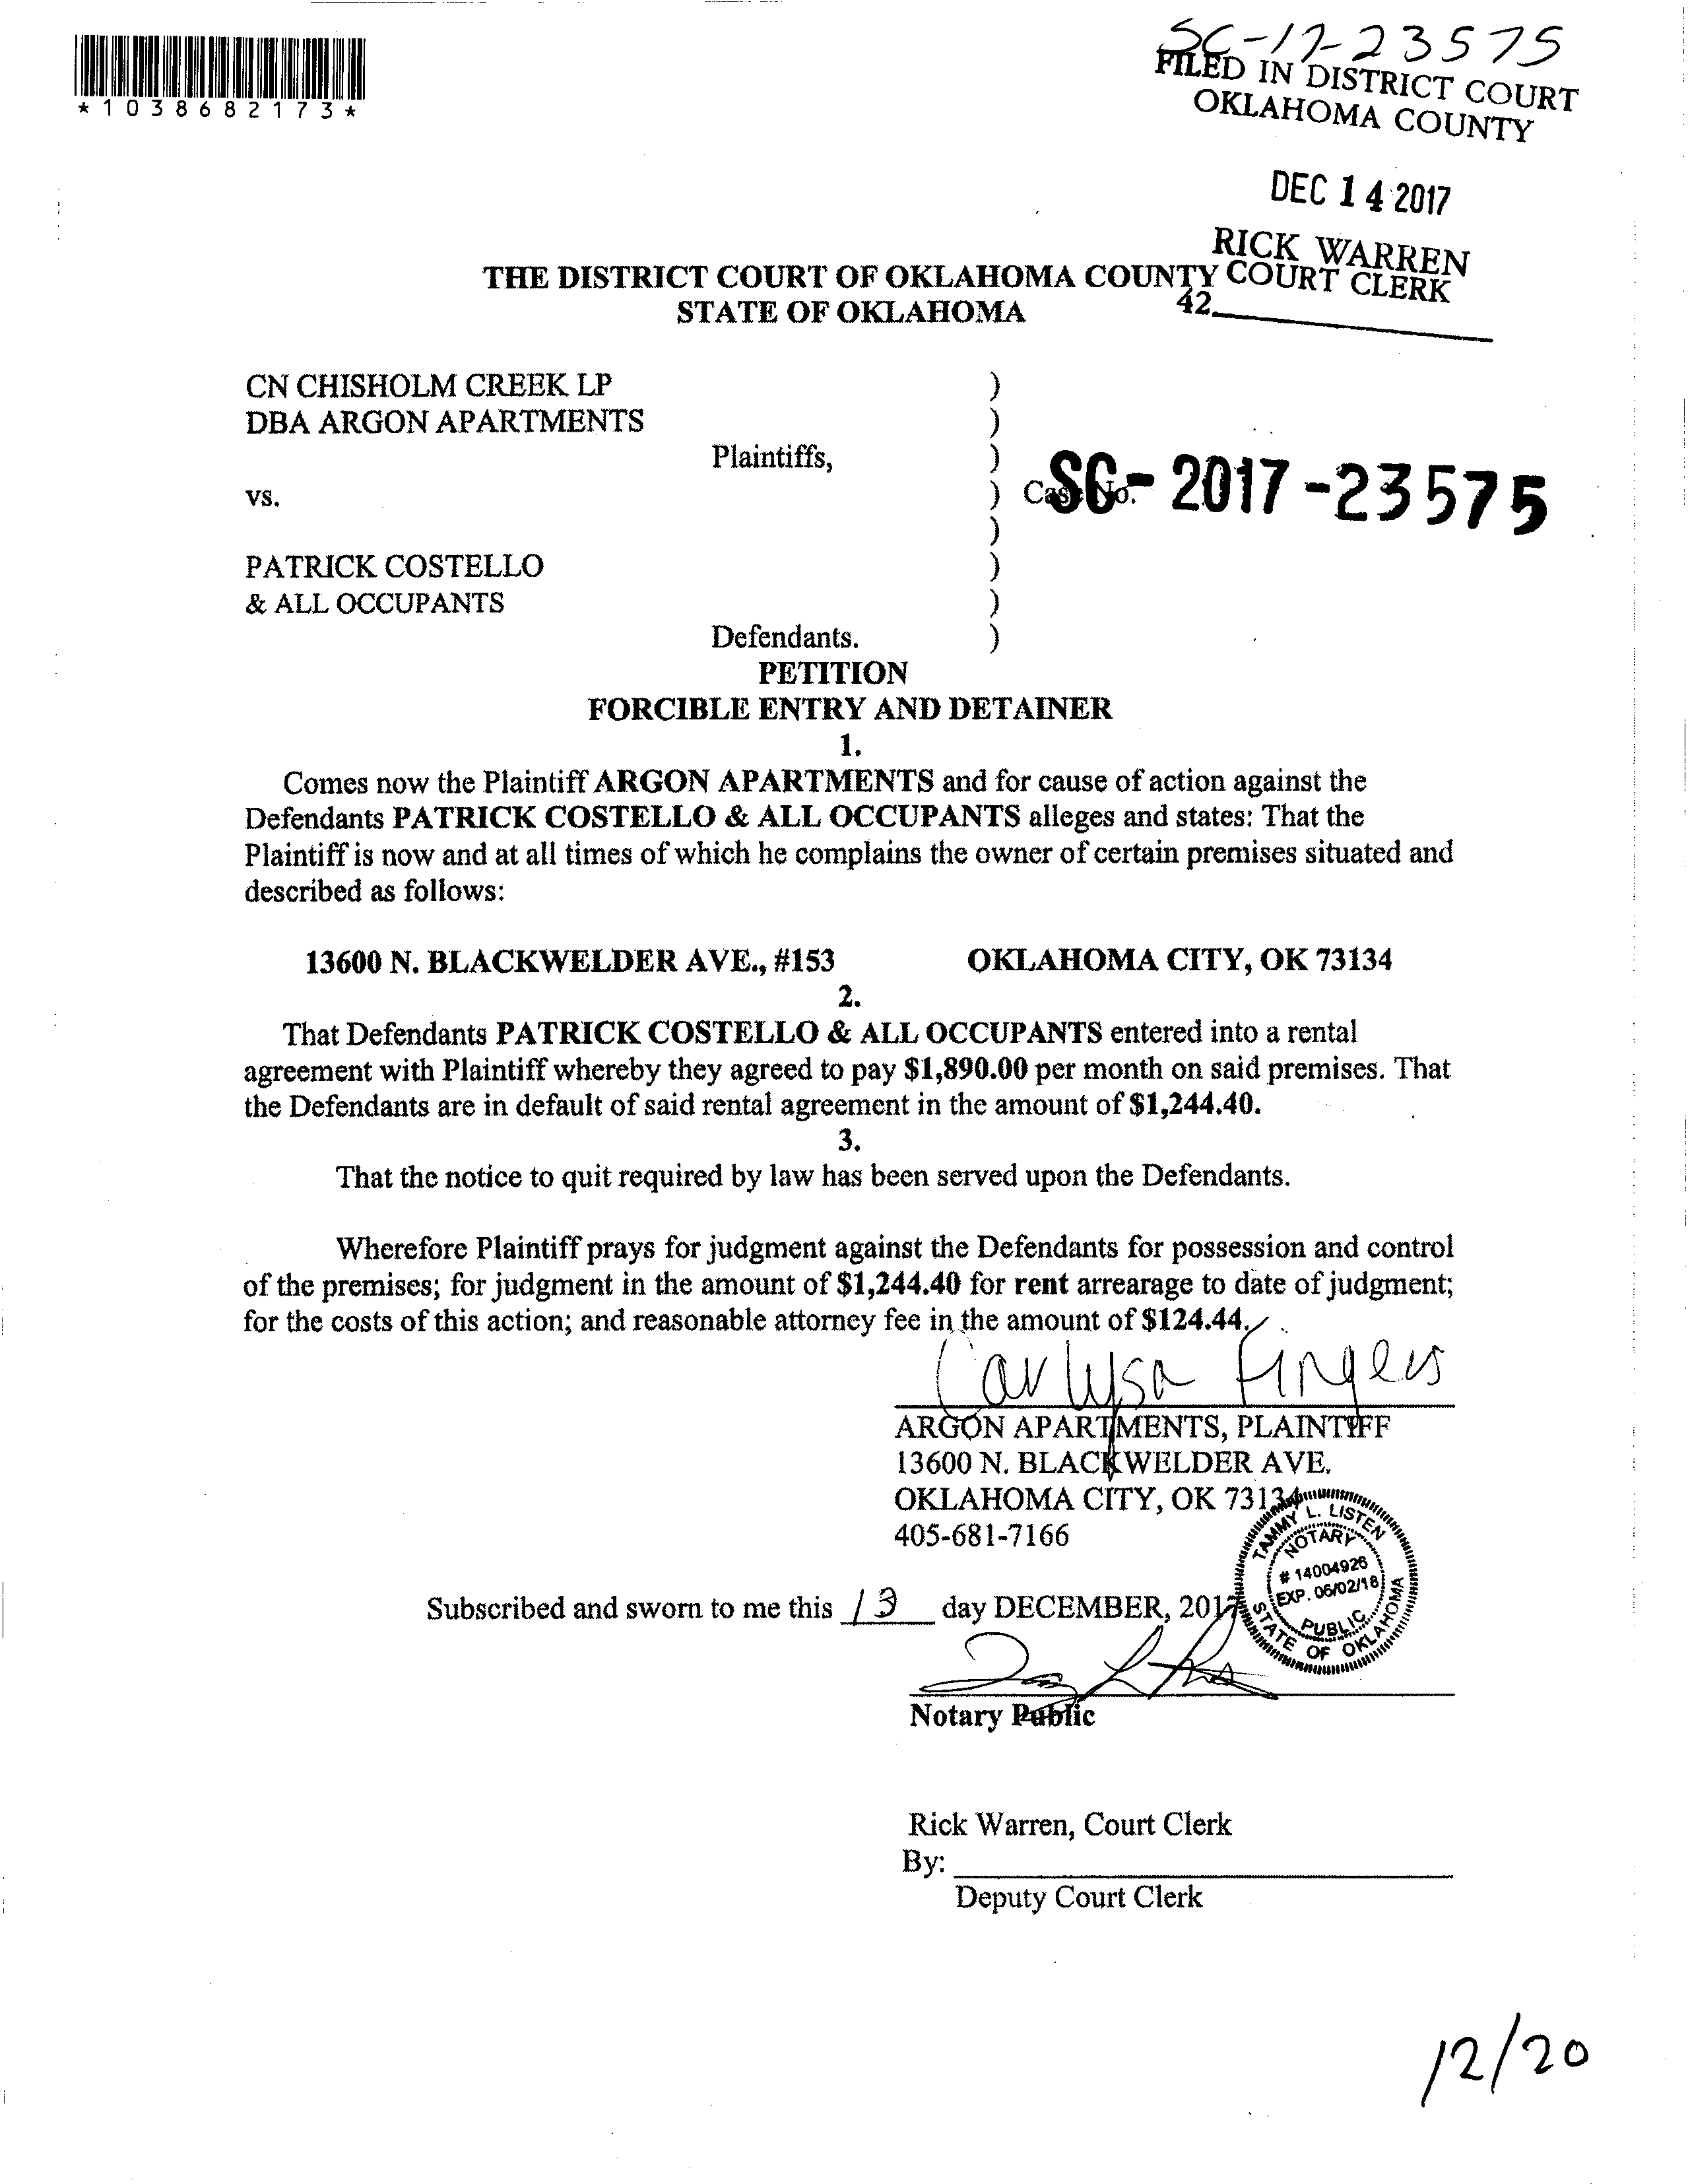 SC-17-23575
*1038682173*
FILED IN DISTRICT COURT
OKLAHOMA COUNTY
DEC 14 2017
RICK WARREN
COURT CLERK
42
THE DISTRICT COURT OF OKLAHOMA COUNTY
STATE OF OKLAHOMA
CN CHISHOLM CREEK LP )
DBA ARGON APARTMENTS )
Plaintiffs, )
vs. ) Case No. SC-2017-23575
)
PATRICK COSTELLO )
& ALL OCCUPANTS )
Defendants. )
PETITION
FORCIBLE ENTRY AND DETAINER
1.
Comes now the Plaintiff ARGON APARTMENTS and for cause of action against the
Defendants PATRICK COSTELLO & ALL OCCUPANTS alleges and states: That the
Plaintiff is now and at all times of which he complains the owner of certain premises situated and
described as follows:
13600 N. BLACKWELDER AVE., #153 OKLAHOMA CITY, OK 73134
2.
That Defendants PATRICK COSTELLO & ALL OCCUPANTS entered into a rental
agreement with Plaintiff whereby they agreed to pay $1,890.00 per month on said premises. That
the Defendants are in default of said rental agreement in the amount of $1,244.40.
3.
That the notice to quit required by law has been served upon the Defendants.
Wherefore Plaintiff prays for judgment against the Defendants for possession and control
of the premises; for judgment in the amount of $1,244.40 for rent arrearage to date of judgment;
for the costs of this action; and reasonable attorney fee in the amount of $124.44.
Carlysa Fingers
ARGON APARTMENTS, PLAINTIFF
13600 N. BLACKWELDER AVE.
OKLAHOMA CITY, OK 73134
405-681-7166
TAMMY L. LISTEN
NOTARY
# 14004926
EXP. 06/02/18
PUBLIC
STATE OF OKLAHOMA
Subscribed and sworn to me this 13 day DECEMBER, 2017
Notary Public
Rick Warren, Court Clerk
By:
Deputy Court Clerk
12/20